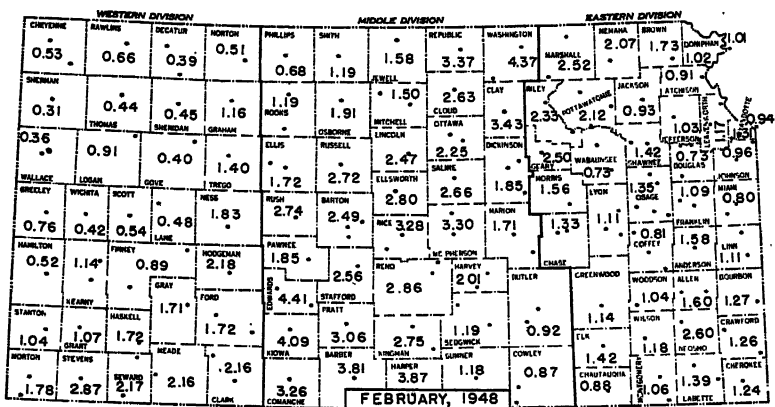 WESTERN DIVISION MIDDLE DIVISION EASTERN DIVISION
CHEYENNE RAWLINS DECATUR NORTON PHILLIPS SMITH JEWELL REPUBLIC WASHINGTON MARSHALL NEMAHA BROWN DONIPHAN
0.53 0.66 0.39 0.51 0.68 1.19 1.58 3.37 4.37 2.52 2.07 1.73 1.02 1.01
SHERMAN THOMAS SHERIDAN GRAHAM ROOKS OSBORNE MITCHELL CLOUD CLAY RILEY POTTAWATOMIE JACKSON ATCHISON
0.31 0.44 0.45 1.16 1.19 1.91 1.50 2.63 3.43 2.33 2.12 0.93 0.91
WALLACE LOGAN GOVE TREGO ELLIS RUSSELL LINCOLN OTTAWA DICKINSON GEARY WABAUNSEE SHAWNEE JEFFERSON LEAVENWORTH DOUGLAS JOHNSON
0.36 0.91 0.40 1.40 1.72 2.72 2.47 2.25 1.85 2.50 0.73 1.42 1.03 1.17 0.94 0.96
ELLSWORTH SALINE MORRIS
2.80 2.66 1.56
GREELEY WICHITA SCOTT LANE NESS RUSH BARTON RICE MC PHERSON MARION CHASE LYON OSAGE FRANKLIN MIAMI
0.76 0.42 0.54 0.48 1.83 2.74 2.49 3.28 3.30 1.71 1.33 1.11 1.35 1.09 0.80
HAMILTON KEARNY FINNEY HODGEMAN PAWNEE STAFFORD RENO HARVEY BUTLER GREENWOOD COFFEY ANDERSON LINN
0.52 1.14 0.89 2.18 1.85 2.56 2.86 2.01 0.92 1.14 0.81 1.58 1.11
GRAY FORD EDWARDS WOODSON ALLEN BOURBON
1.71 1.72 4.41 1.04 1.60 1.27
STANTON GRANT HASKELL KIOWA PRATT KINGMAN SEDGWICK ELK WILSON NEOSHO CRAWFORD
1.04 1.07 1.72 4.09 3.06 2.75 1.19 1.42 1.18 2.60 1.26
MORTON STEVENS SEWARD MEADE CLARK COMANCHE BARBER HARPER SUMNER COWLEY CHAUTAUQUA MONTGOMERY LABETTE CHEROKEE
1.78 2.87 2.17 2.16 2.16 3.26 3.81 3.87 1.18 0.87 0.88 1.06 1.39 1.24
FEBRUARY, 1948